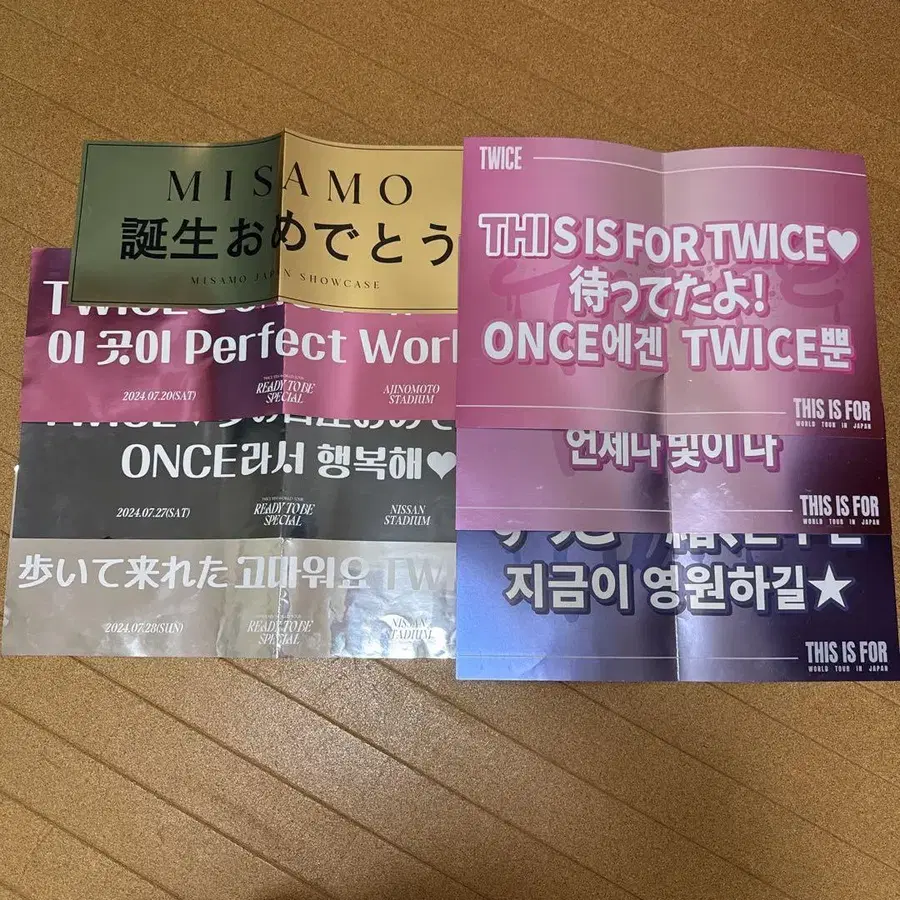 MISAMO
誕生おめでとう
MISAMO JAPAN SHOWCASE
TWICE
이 곳이 Perfect Worl
2024.07.20(SAT)
READY TO BE
SPECIAL
AJINOMOTO
STADIUM
ONCE라서 행복해♥
2024.07.27(SAT)
READY TO BE
SPECIAL
NISSAN
STADIUM
歩いて来れた 고마워요 TW
2024.07.28(SUN)
READY TO BE
SPECIAL
NISSAN
STADIUM
TWICE
THIS IS FOR TWICE♥
待ってたよ!
ONCE에겐 TWICE뿐
THIS IS FOR
WORLD TOUR IN JAPAN
언제나 빛이 나
THIS IS FOR
WORLD TOUR IN JAPAN
지금이 영원하길★
THIS IS FOR
WORLD TOUR IN JAPAN